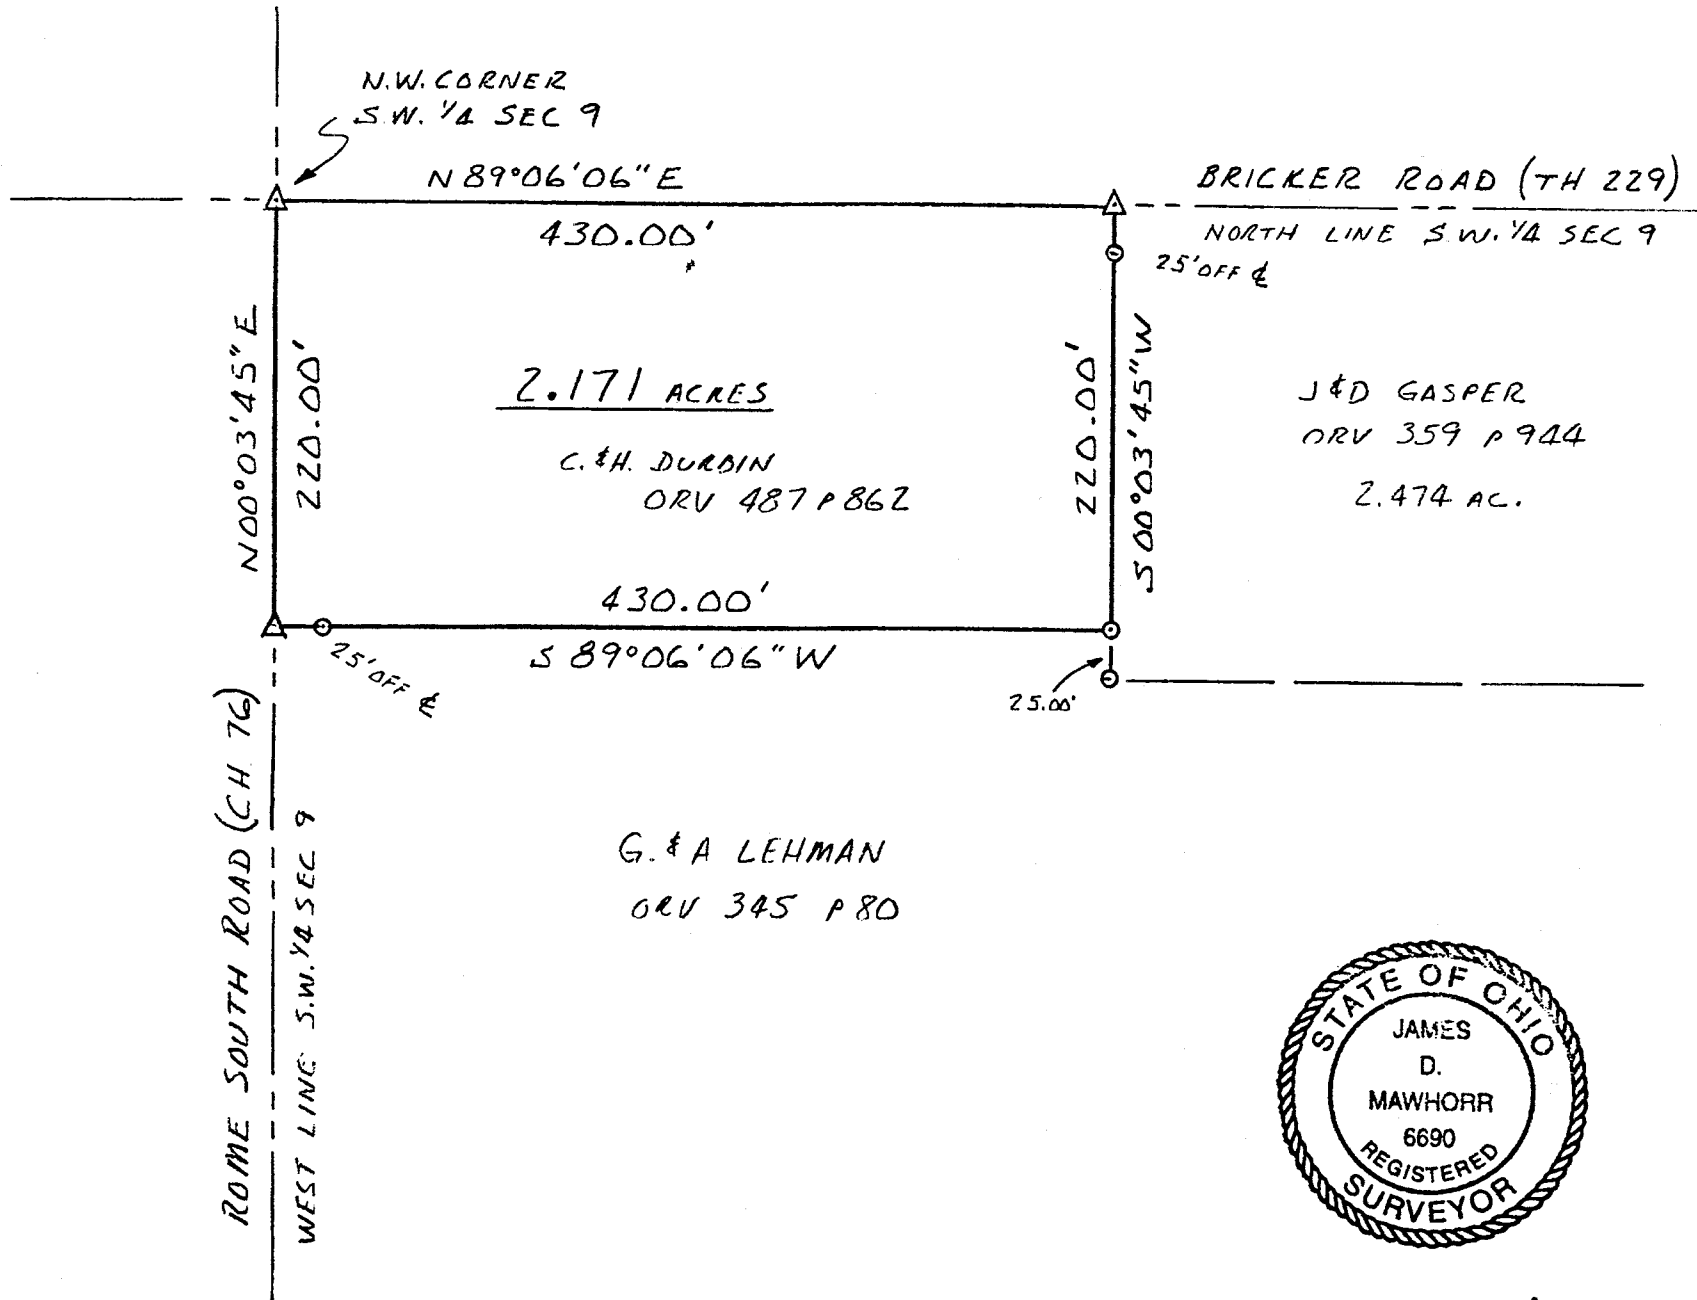 N.W. CORNER
S.W. 1/4 SEC 9
N 89°06'06" E
430.00'
BRICKER ROAD (TH 229)
NORTH LINE S.W. 1/4 SEC 9
25' OFF ℄
N00°03'45" E
220.00'
2.171 ACRES
C. & H. DURBIN
ORV 487 P 862
220.00'
S 00°03'45" W
J & D GASPER
ORV 359 P 944
2.474 AC.
430.00'
S 89°06'06" W
25' OFF ℄
25.00'
ROME SOUTH ROAD (CH 76)
WEST LINE S.W. 1/4 SEC 9
G. & A LEHMAN
ORV 345 P 80
STATE OF OHIO
JAMES
D.
MAWHORR
6690
REGISTERED
SURVEYOR